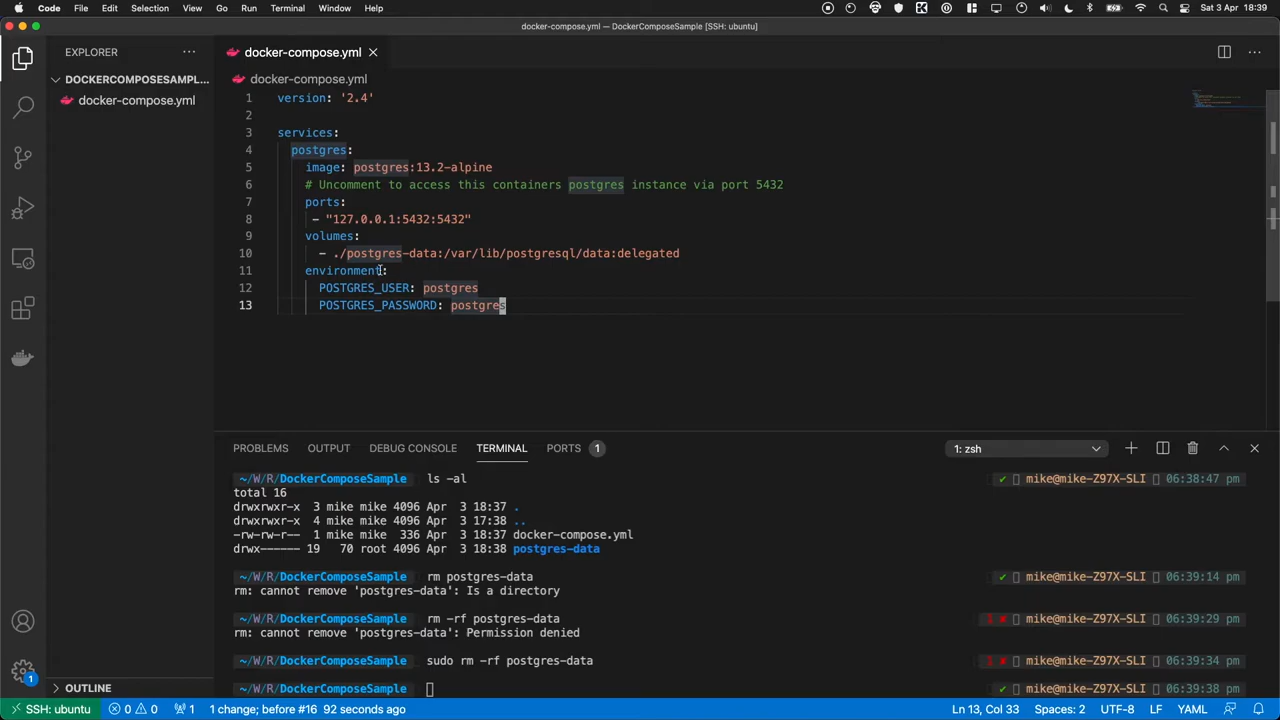 Code File Edit Selection View Go Run Terminal Window Help Sat 3 Apr 18:39
docker-compose.yml — DockerComposeSample [SSH: ubuntu]
EXPLORER
DOCKERCOMPOSESAMPL...
docker-compose.yml
docker-compose.yml
docker-compose.yml
1 version: '2.4'
2
3 services:
4 postgres:
5 image: postgres:13.2-alpine
6 # Uncomment to access this containers postgres instance via port 5432
7 ports:
8 - "127.0.0.1:5432:5432"
9 volumes:
10 - ./postgres-data:/var/lib/postgresql/data:delegated
11 environment:
12 POSTGRES_USER: postgres
13 POSTGRES_PASSWORD: postgres
PROBLEMS OUTPUT DEBUG CONSOLE TERMINAL PORTS 1 1: zsh
~/W/R/DockerComposeSample ls -al ✔ mike@mike-Z97X-SLI 06:38:47 pm
total 16
drwxrwxr-x 3 mike mike 4096 Apr 3 18:37 .
drwxrwxr-x 4 mike mike 4096 Apr 3 17:38 ..
-rw-rw-r-- 1 mike mike 336 Apr 3 18:37 docker-compose.yml
drwx------ 19 70 root 4096 Apr 3 18:38 postgres-data
~/W/R/DockerComposeSample rm postgres-data ✔ mike@mike-Z97X-SLI 06:39:14 pm
rm: cannot remove 'postgres-data': Is a directory
~/W/R/DockerComposeSample rm -rf postgres-data 1 ✘ mike@mike-Z97X-SLI 06:39:29 pm
rm: cannot remove 'postgres-data': Permission denied
~/W/R/DockerComposeSample sudo rm -rf postgres-data 1 ✘ mike@mike-Z97X-SLI 06:39:34 pm
~/W/R/DockerComposeSample ✔ mike@mike-Z97X-SLI 06:39:38 pm
OUTLINE
1
SSH: ubuntu 0 0 1 1 change; before #16 92 seconds ago Ln 13, Col 33 Spaces: 2 UTF-8 LF YAML